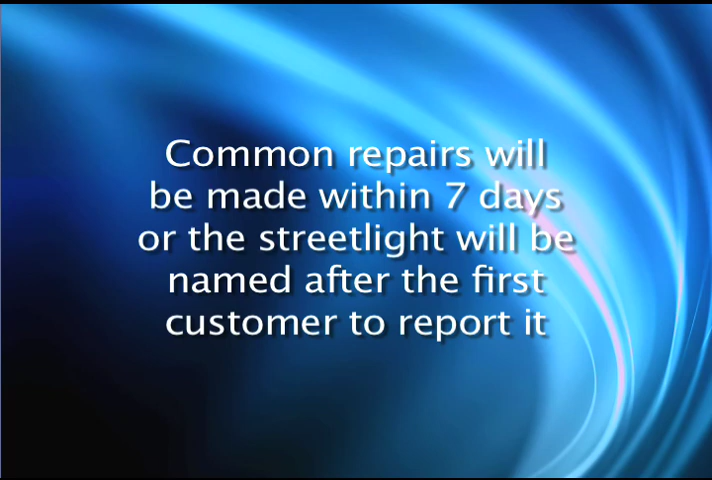 Common repairs will
be made within 7 days
or the streetlight will be
named after the first
customer to report it